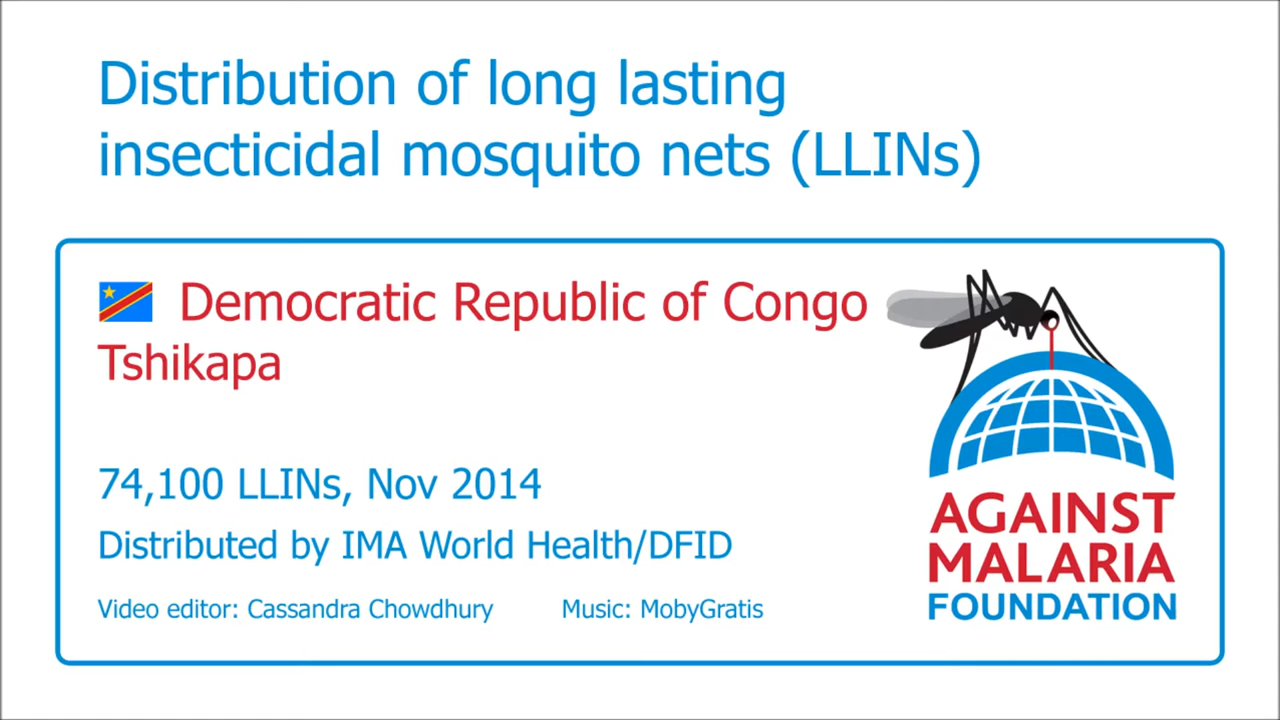 Distribution of long lasting
insecticidal mosquito nets (LLINs)
Democratic Republic of Congo
Tshikapa
74,100 LLINs, Nov 2014
Distributed by IMA World Health/DFID
Video editor: Cassandra Chowdhury Music: MobyGratis
AGAINST
MALARIA
FOUNDATION